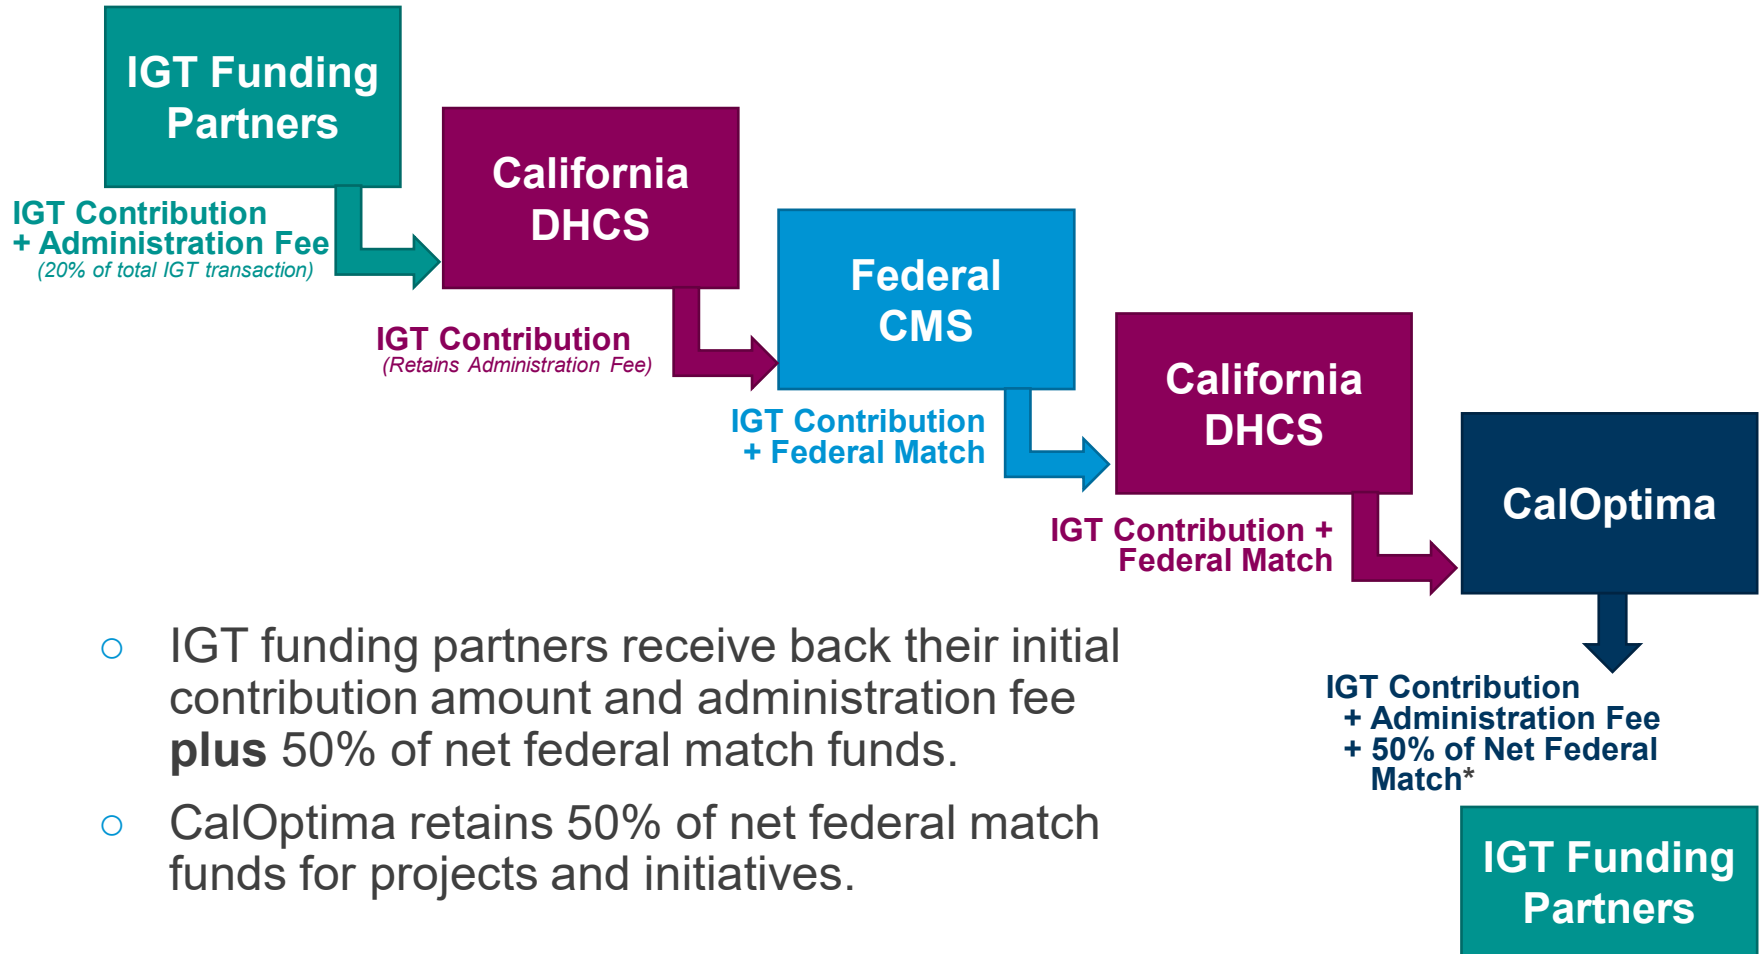 IGT Funding
Partners
IGT Contribution
+ Administration Fee
(20% of total IGT transaction)
California
DHCS
IGT Contribution
(Retains Administration Fee)
Federal
CMS
IGT Contribution
+ Federal Match
California
DHCS
IGT Contribution +
Federal Match
CalOptima
IGT Contribution
+ Administration Fee
+ 50% of Net Federal
Match*
IGT Funding
Partners
○ IGT funding partners receive back their initial
contribution amount and administration fee
plus 50% of net federal match funds.
○ CalOptima retains 50% of net federal match
funds for projects and initiatives.